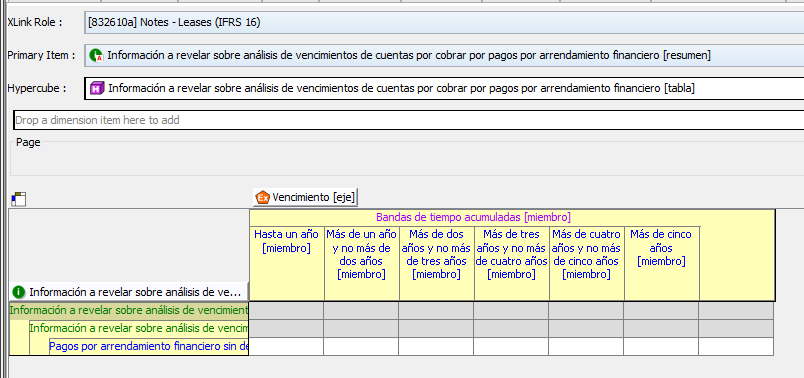 XLink Role :
[832610a] Notes - Leases (IFRS 16)
Primary Item :
Información a revelar sobre análisis de vencimientos de cuentas por cobrar por pagos por arrendamiento financiero [resumen]
Hypercube :
Información a revelar sobre análisis de vencimientos de cuentas por cobrar por pagos por arrendamiento financiero [tabla]
Drop a dimension item here to add
Page
Ex Vencimiento [eje]
Bandas de tiempo acumuladas [miembro]
Hasta un año
[miembro]
Más de un año
y no más de
dos años
[miembro]
Más de dos
años y no más
de tres años
[miembro]
Más de tres
años y no más
de cuatro años
[miembro]
Más de cuatro
años y no más
de cinco años
[miembro]
Más de cinco
años
[miembro]
Información a revelar sobre análisis de ve...
Información a revelar sobre análisis de vencimient
Información a revelar sobre análisis de vencim
Pagos por arrendamiento financiero sin de